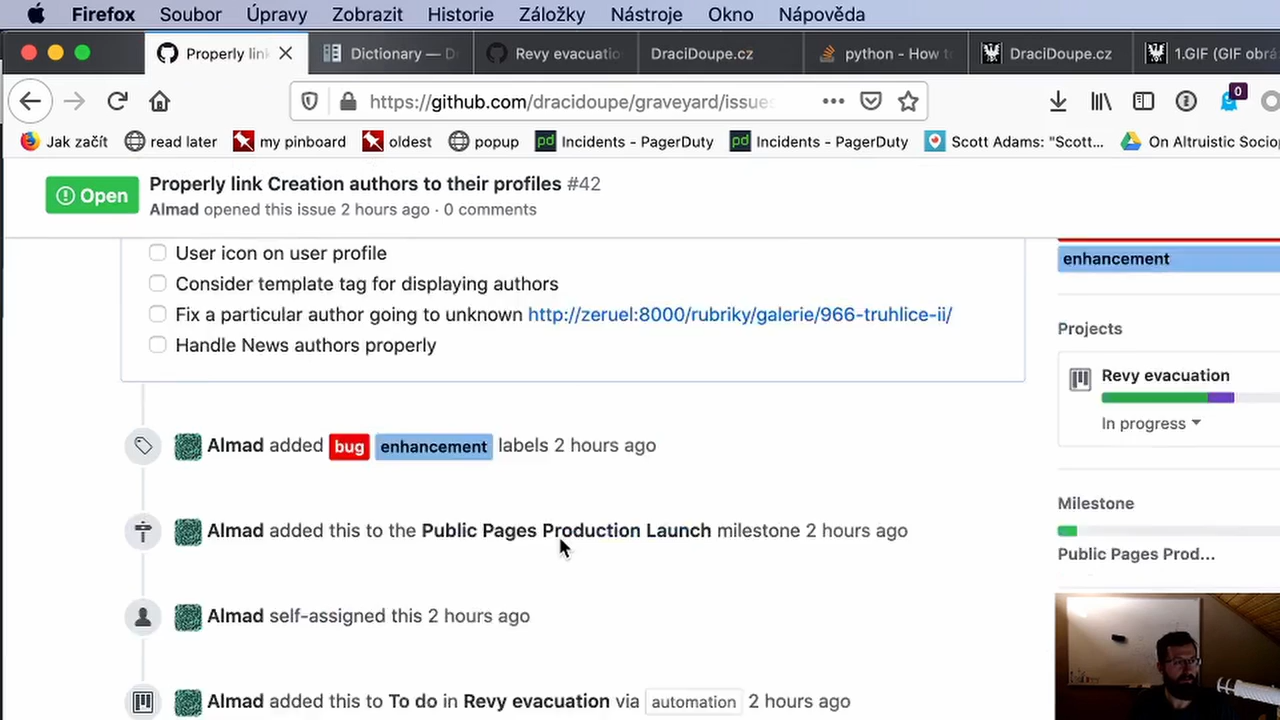 Firefox Soubor Úpravy Zobrazit Historie Záložky Nástroje Okno Nápověda
Properly lin Dictionary — D Revy evacuatio DraciDoupe.cz python - How t DraciDoupe.cz 1.GIF (GIF obrá
https://github.com/dracidoupe/graveyard/issue 0
Jak začít read later my pinboard oldest popup Incidents - PagerDuty Incidents - PagerDuty Scott Adams: "Scott... On Altruistic Sociop
Open Properly link Creation authors to their profiles #42
Almad opened this issue 2 hours ago · 0 comments
User icon on user profile
Consider template tag for displaying authors
Fix a particular author going to unknown http://zeruel:8000/rubriky/galerie/966-truhlice-ii/
Handle News authors properly
Almad added bug enhancement labels 2 hours ago
Almad added this to the Public Pages Production Launch milestone 2 hours ago
Almad self-assigned this 2 hours ago
Almad added this to To do in Revy evacuation via automation 2 hours ago
enhancement
Projects
Revy evacuation
In progress
Milestone
Public Pages Prod...